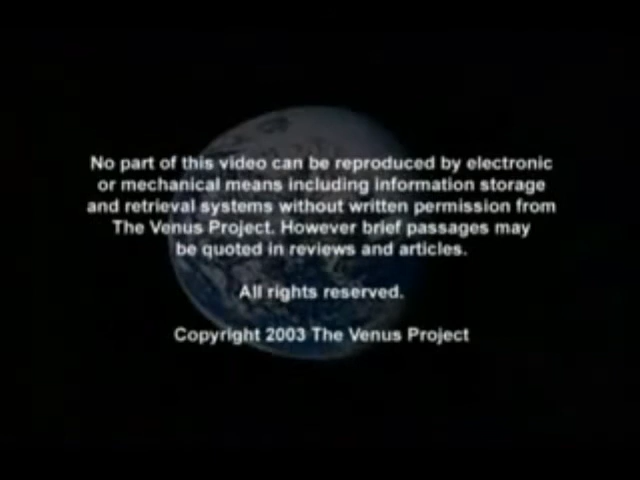 No part of this video can be reproduced by electronic
or mechanical means including information storage
and retrieval systems without written permission from
The Venus Project. However brief passages may
be quoted in reviews and articles.
All rights reserved.
Copyright 2003 The Venus Project